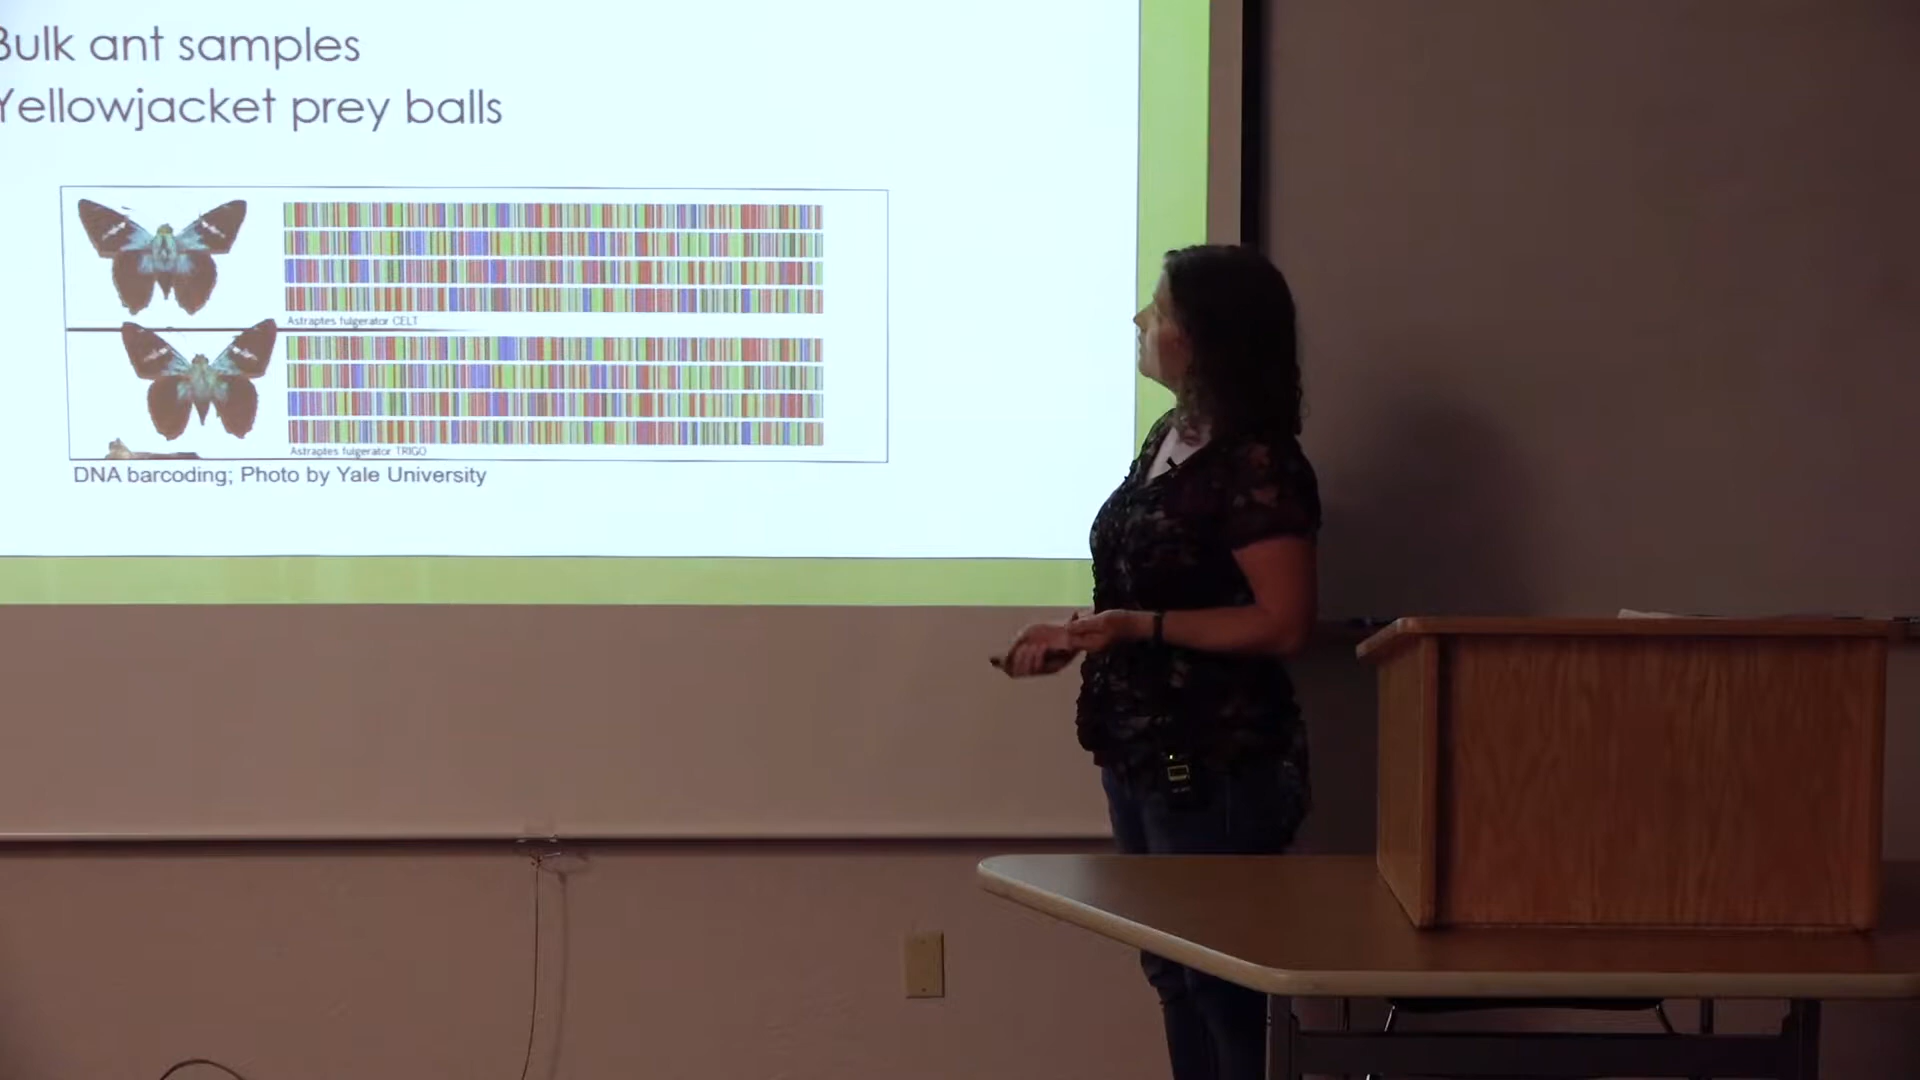 Bulk ant samples
Yellowjacket prey balls
Astraptes fulgerator CELT
Astraptes fulgerator TRIGO
DNA barcoding; Photo by Yale University